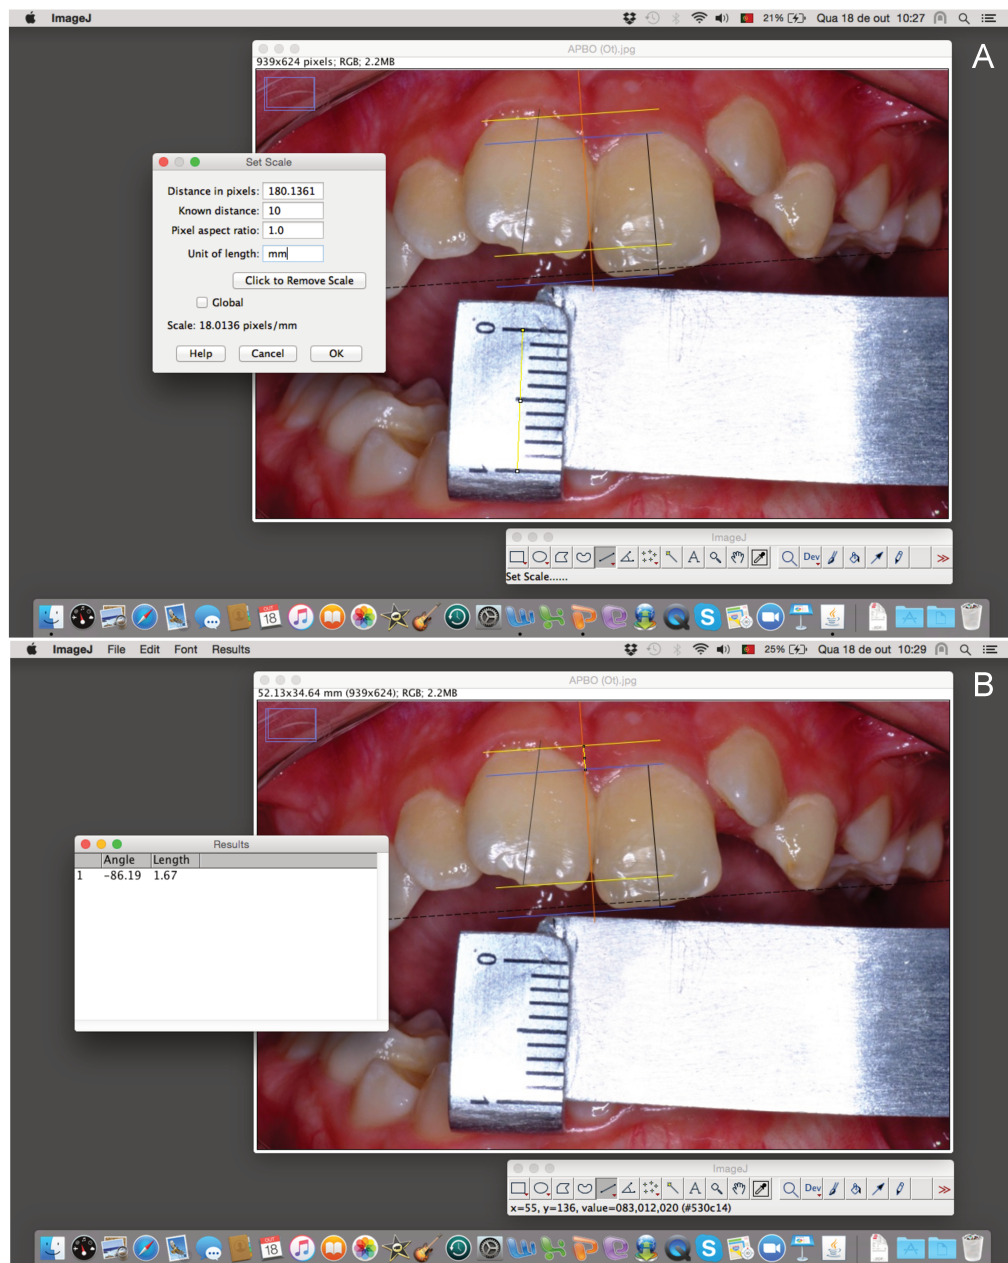 ImageJ
21%
Qua 18 de out 10:27
A
APBO (Ot).jpg
939x624 pixels; RGB; 2.2MB
Set Scale
Distance in pixels: 180.1361
Known distance: 10
Pixel aspect ratio: 1.0
Unit of length: mm
Click to Remove Scale
Global
Scale: 18.0136 pixels/mm
Help Cancel OK
0
1
ImageJ
A Dev >>
Set Scale......
OCT
18
S
ImageJ File Edit Font Results
25%
Qua 18 de out 10:29
B
APBO (Ot).jpg
52.13x34.64 mm (939x624); RGB; 2.2MB
Results
Angle Length
1 -86.19 1.67
0
1
ImageJ
A Dev >>
x=55, y=136, value=083,012,020 (#530c14)
OCT
18
S